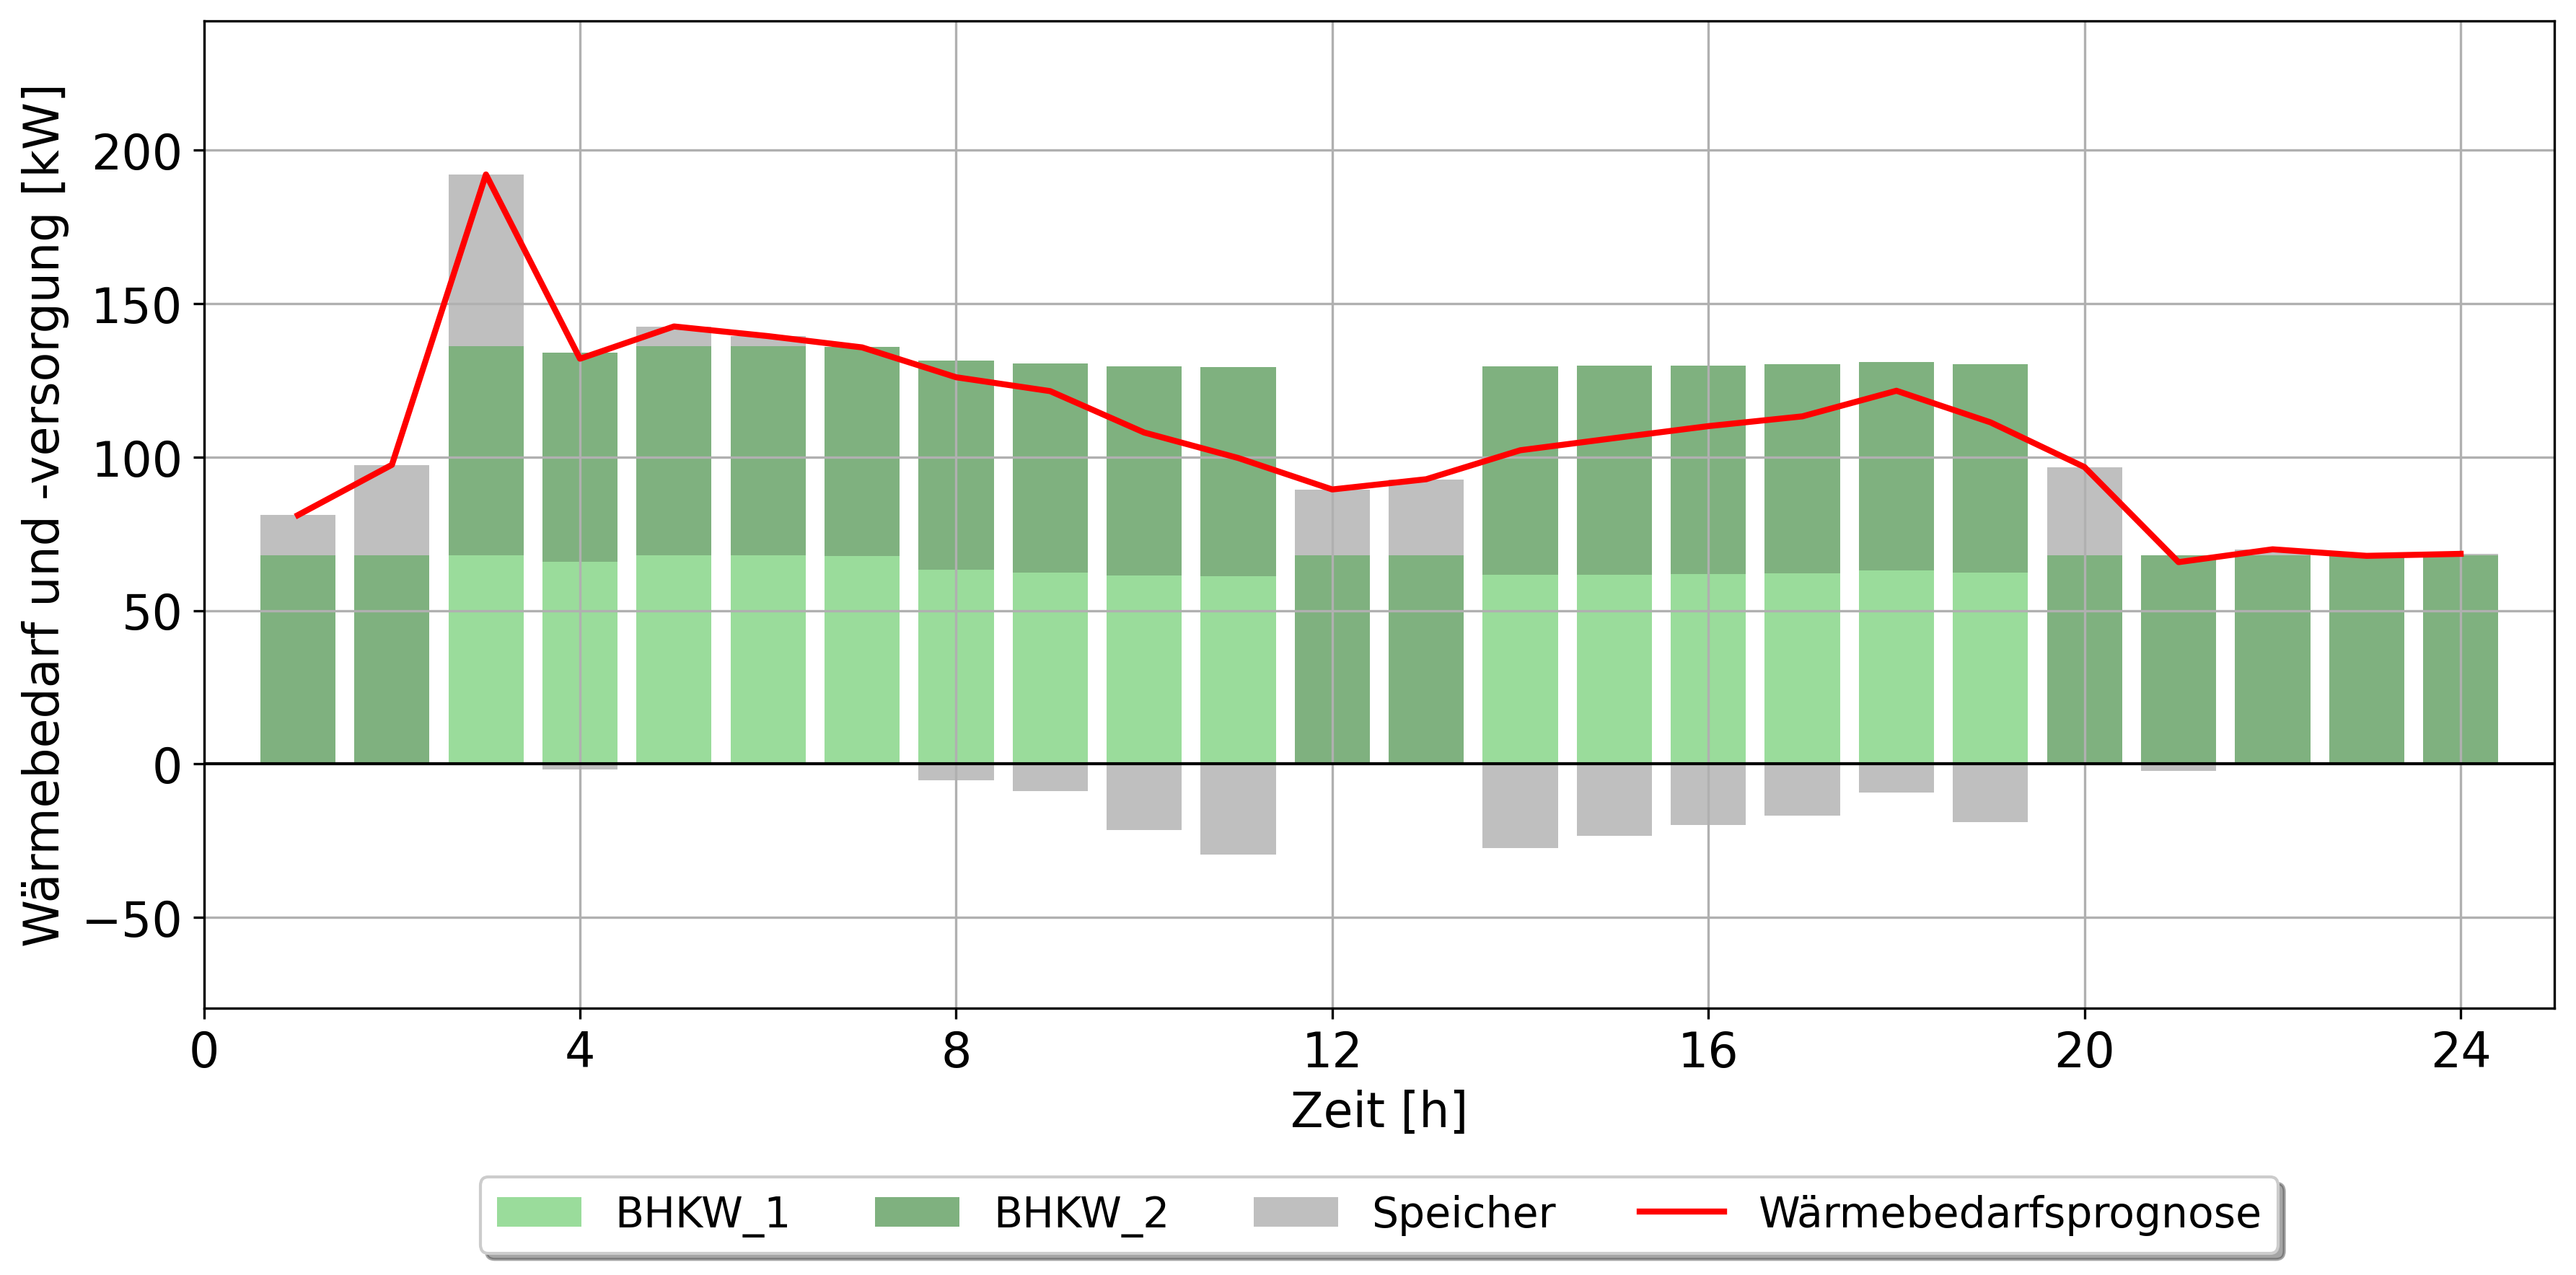 Wärmebedarf und -versorgung [kW]
200
150
100
50
0
−50
0 4 8 12 16 20 24
Zeit [h]
BHKW_1 BHKW_2 Speicher Wärmebedarfsprognose